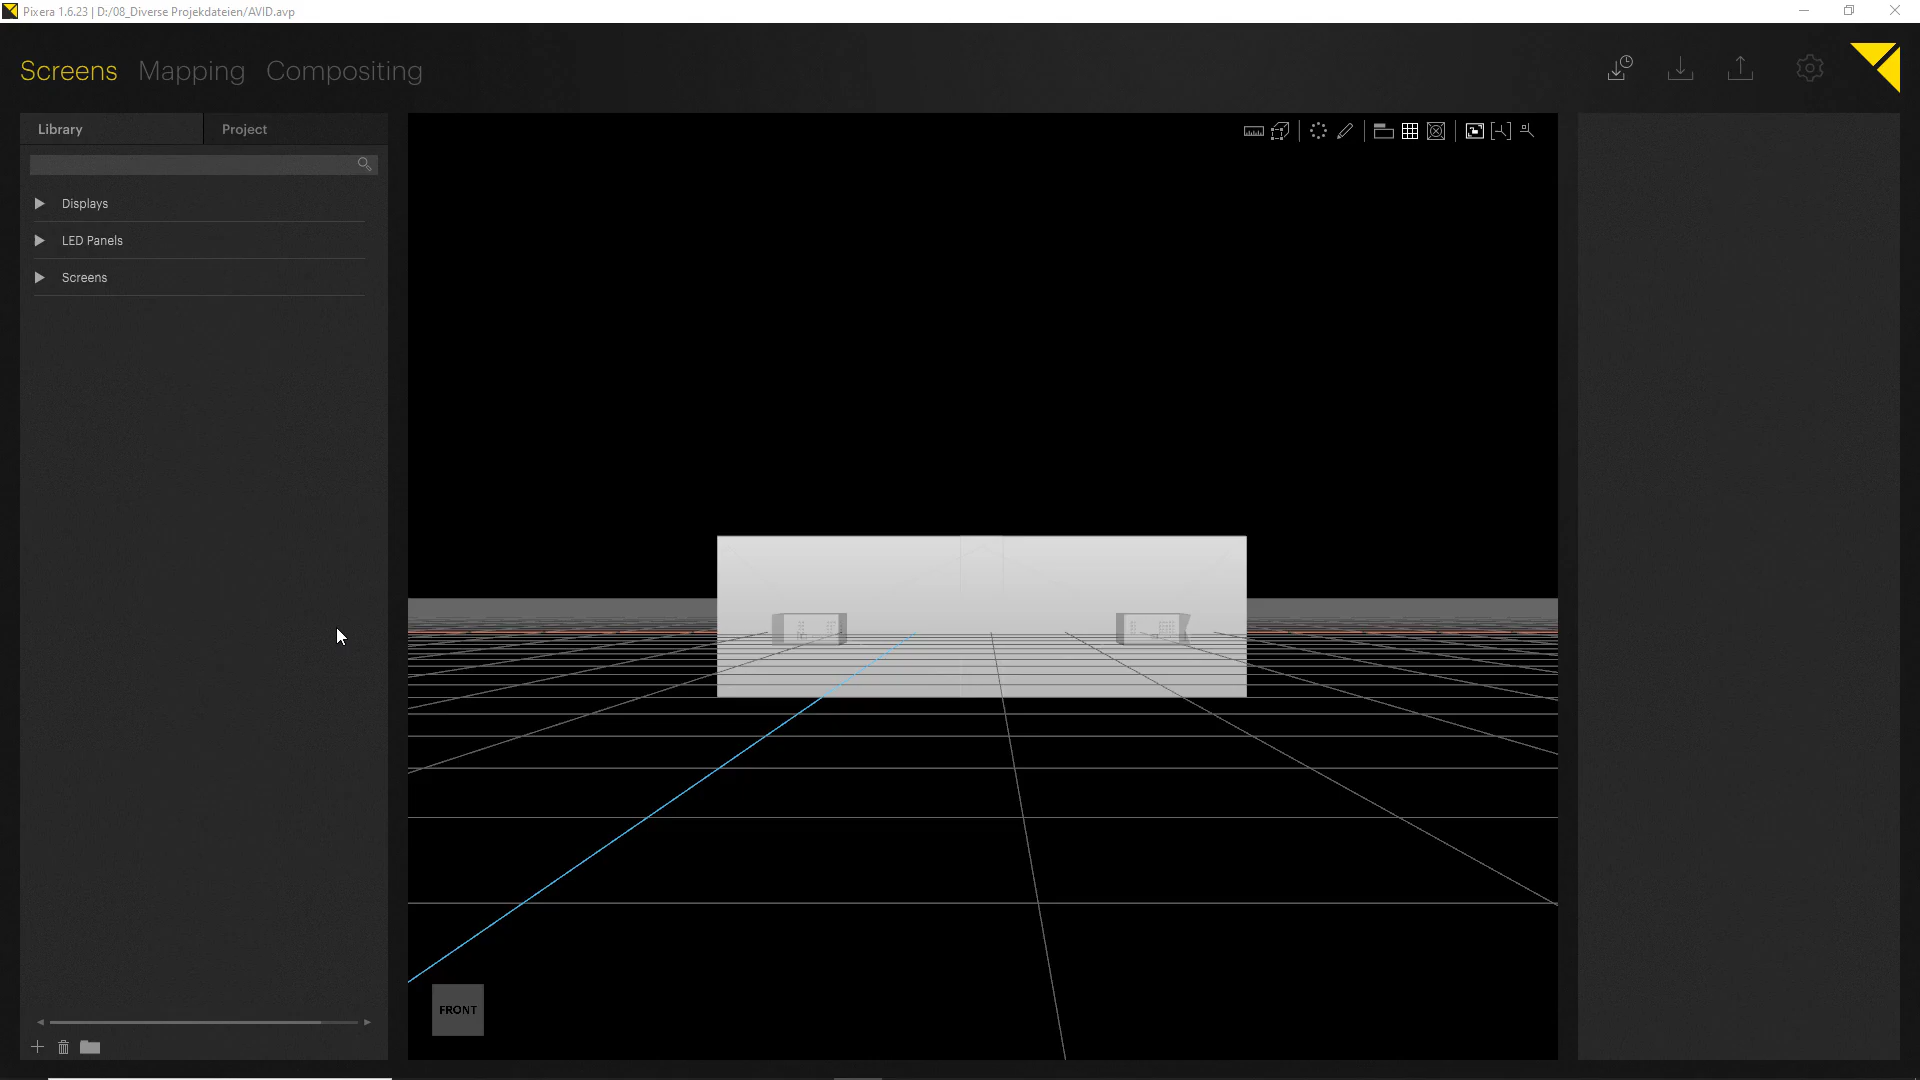 Pixera 1.6.23 | D:/08_Diverse Projekdateien/AVID.avp
Screens Mapping Compositing
Library Project
Displays
LED Panels
Screens
FRONT